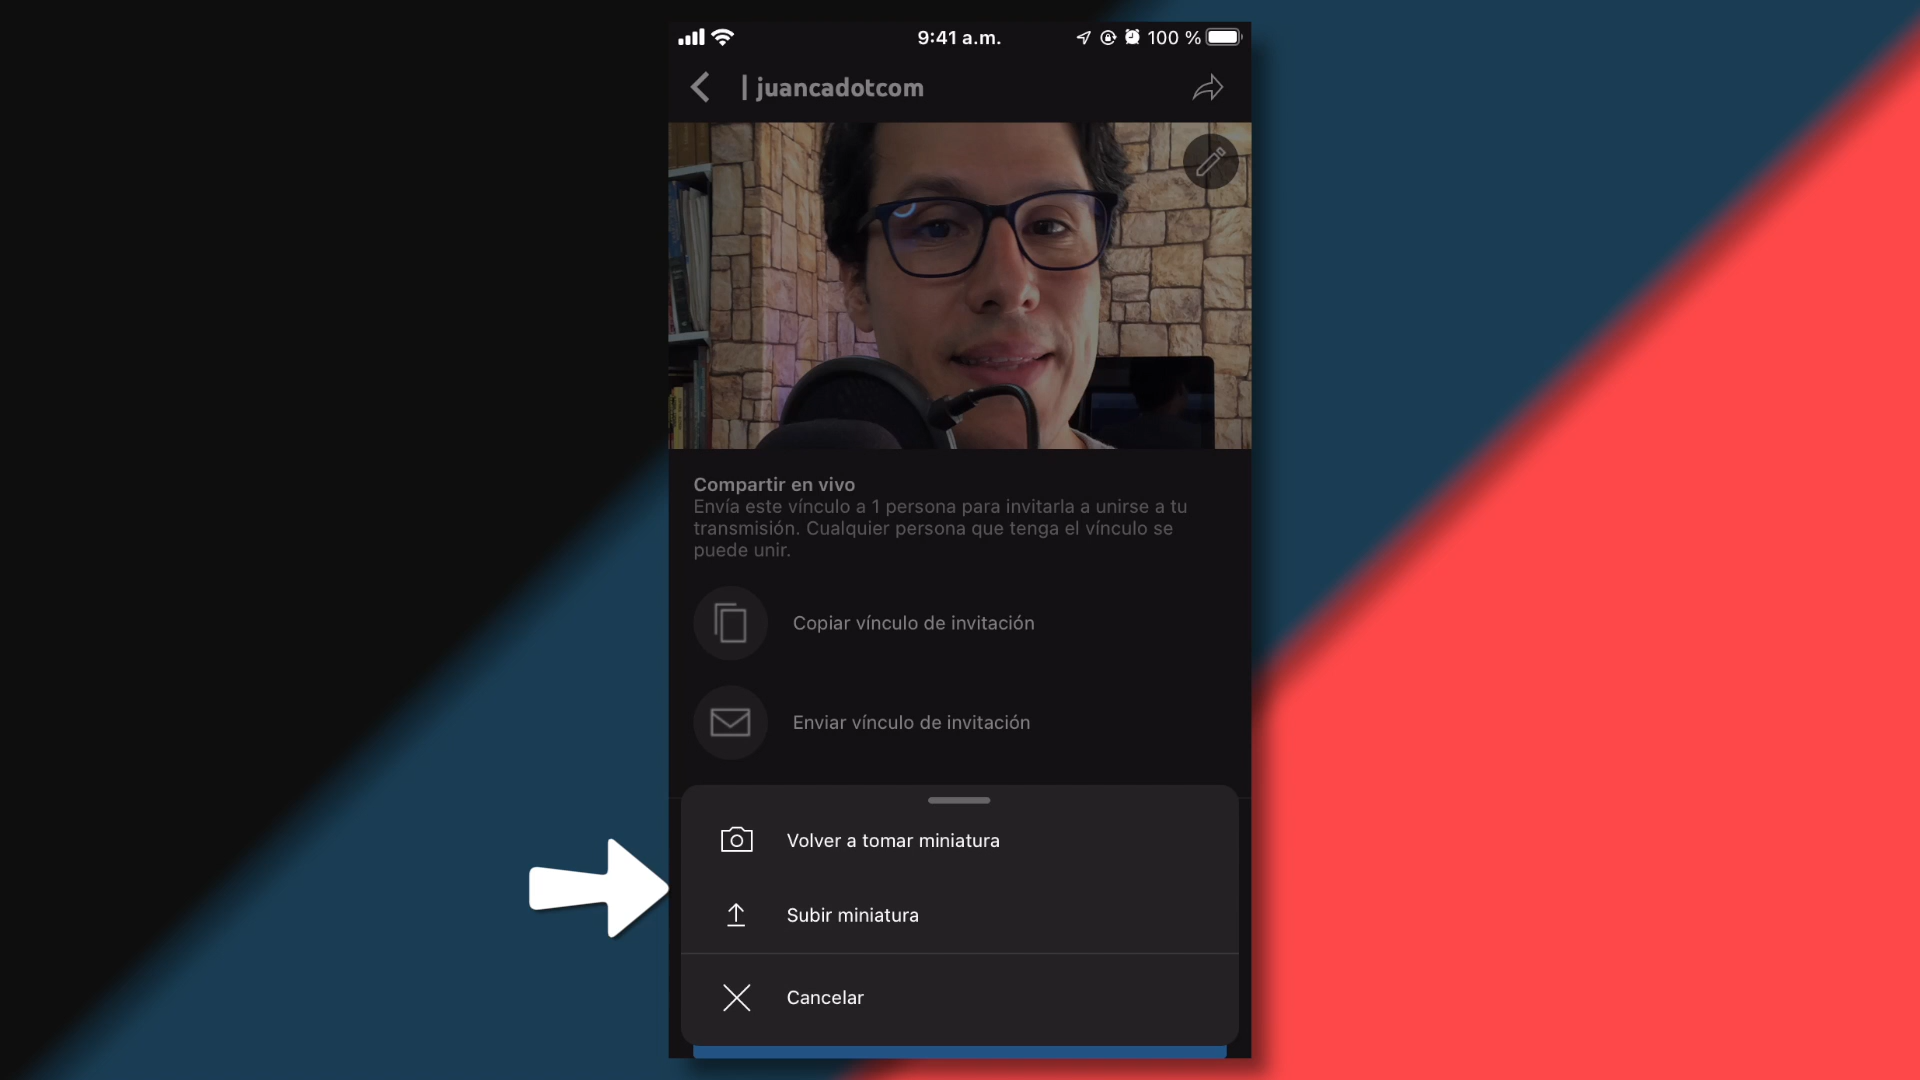 9:41 a.m.
100 %
| juancadotcom
Compartir en vivo
Envía este vínculo a 1 persona para invitarla a unirse a tu
transmisión. Cualquier persona que tenga el vínculo se
puede unir.
Copiar vínculo de invitación
Enviar vínculo de invitación
Volver a tomar miniatura
Subir miniatura
Cancelar